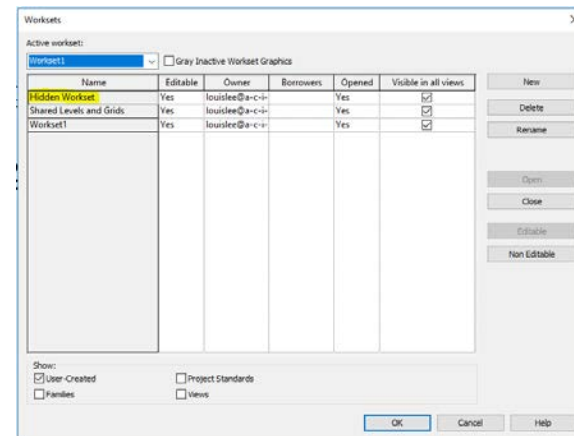 Worksets
Active workset:
Workset1
Gray Inactive Workset Graphics
Name Editable Owner Borrowers Opened Visible in all views
Hidden Workset Yes louislee@a-c-i- Yes
Shared Levels and Grids Yes louislee@a-c-i- Yes
Workset1 Yes louislee@a-c-i- Yes
New
Delete
Rename
Open
Close
Editable
Non Editable
Show:
User-Created Project Standards
Families Views
OK Cancel Help